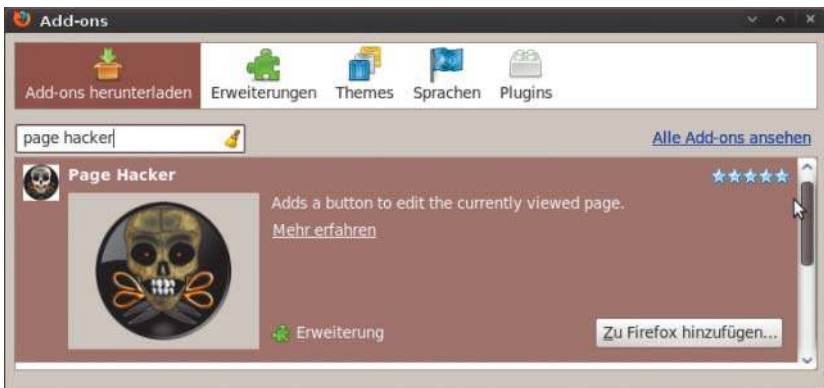 Add-ons
Add-ons herunterladen Erweiterungen Themes Sprachen Plugins
page hacker Alle Add-ons ansehen
Page Hacker
Adds a button to edit the currently viewed page.
Mehr erfahren
Erweiterung Zu Firefox hinzufügen...